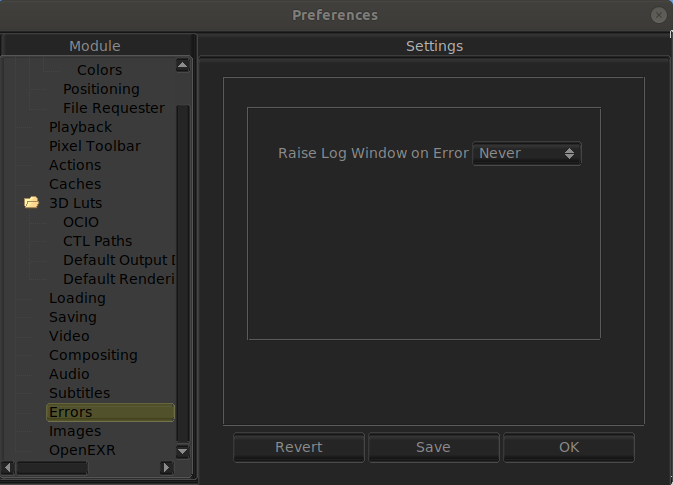 Preferences
Module
Settings
Colors
Positioning
File Requester
Playback
Pixel Toolbar
Actions
Caches
3D Luts
OCIO
CTL Paths
Default Output D
Default Renderi
Loading
Saving
Video
Compositing
Audio
Subtitles
Errors
Images
OpenEXR
Raise Log Window on Error Never
Revert Save OK